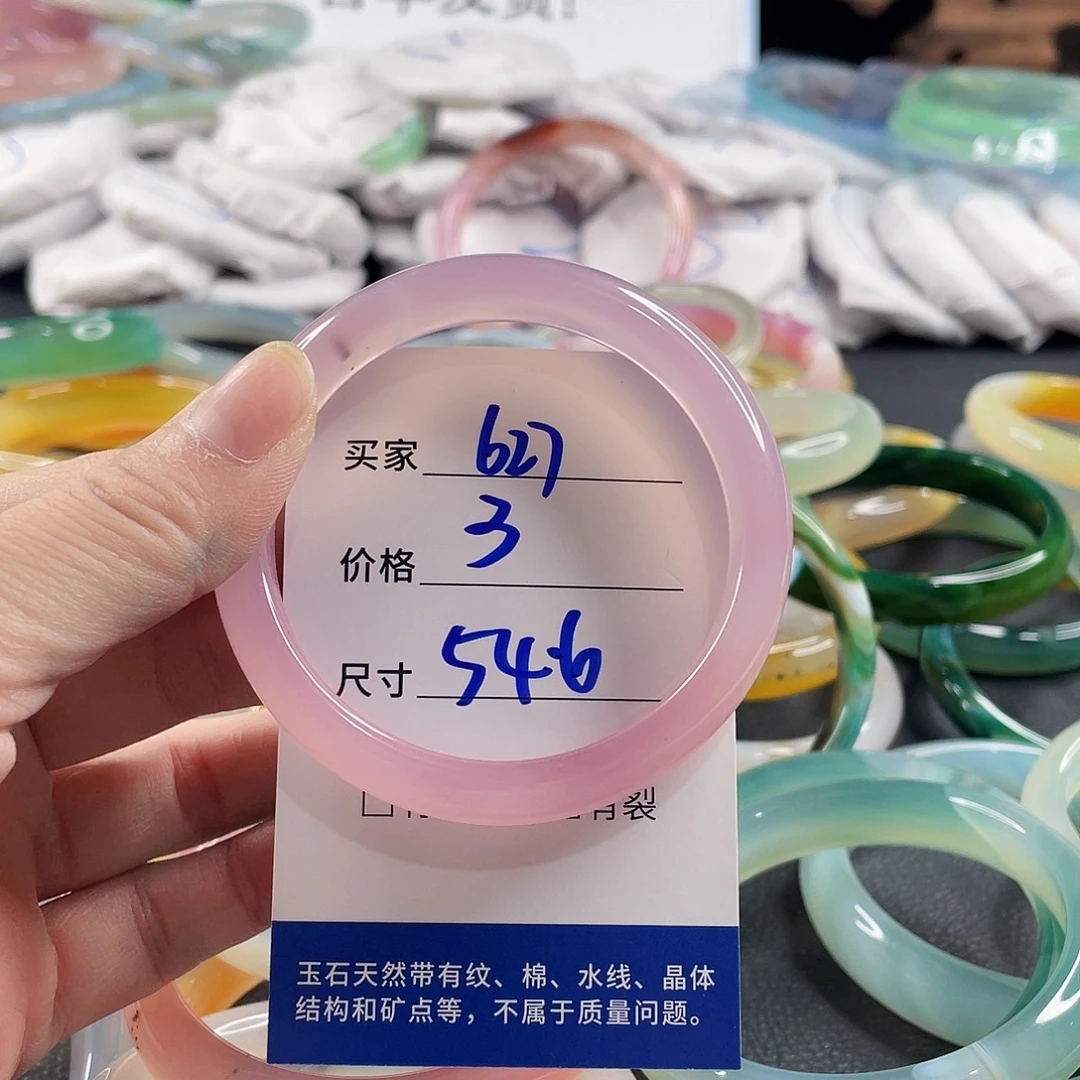 买家 627
价格 3
尺寸 54.6
有裂
玉石天然带有纹、棉、水线、晶体
结构和矿点等，不属于质量问题。